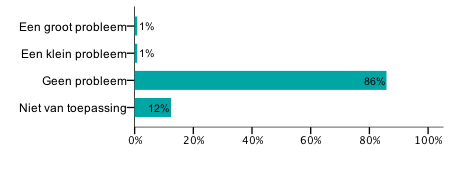 Een groot probleem 1%
Een klein probleem 1%
Geen probleem 86%
Niet van toepassing 12%
0% 20% 40% 60% 80% 100%